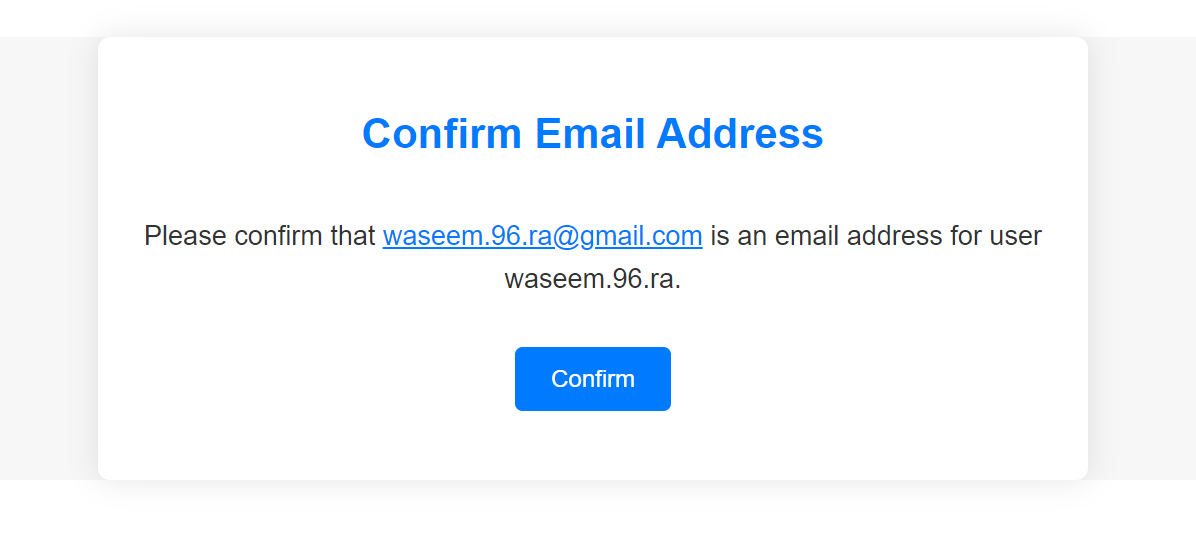 Confirm Email Address
Please confirm that waseem.96.ra@gmail.com is an email address for user
waseem.96.ra.
Confirm